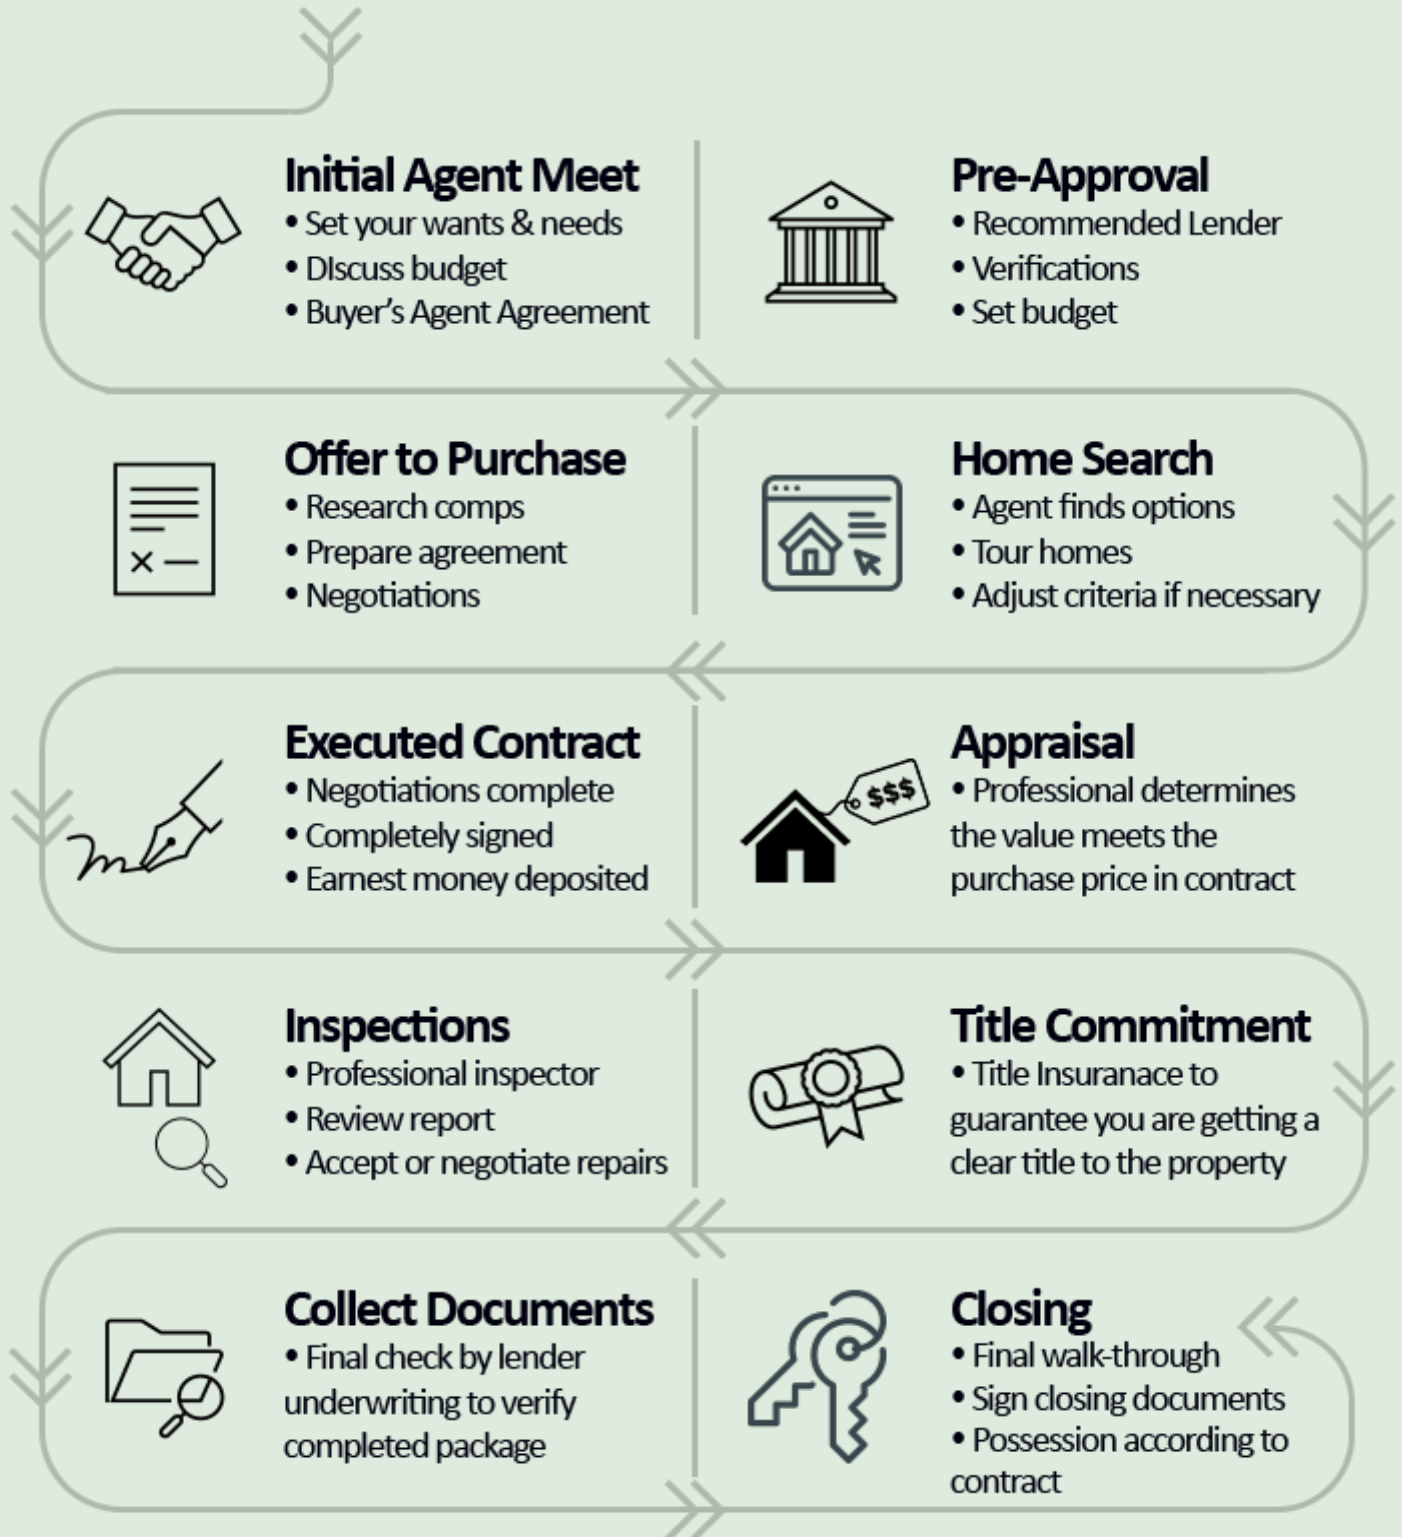 Initial Agent Meet
• Set your wants & needs
• DIscuss budget
• Buyer's Agent Agreement
Pre-Approval
• Recommended Lender
• Verifications
• Set budget
Offer to Purchase
• Research comps
• Prepare agreement
• Negotiations
Home Search
• Agent finds options
• Tour homes
• Adjust criteria if necessary
Executed Contract
• Negotiations complete
• Completely signed
• Earnest money deposited
Appraisal
$$$
• Professional determines
the value meets the
purchase price in contract
Inspections
• Professional inspector
• Review report
• Accept or negotiate repairs
Title Commitment
• Title Insuranace to
guarantee you are getting a
clear title to the property
Collect Documents
• Final check by lender
underwriting to verify
completed package
Closing
• Final walk-through
• Sign closing documents
• Possession according to
contract